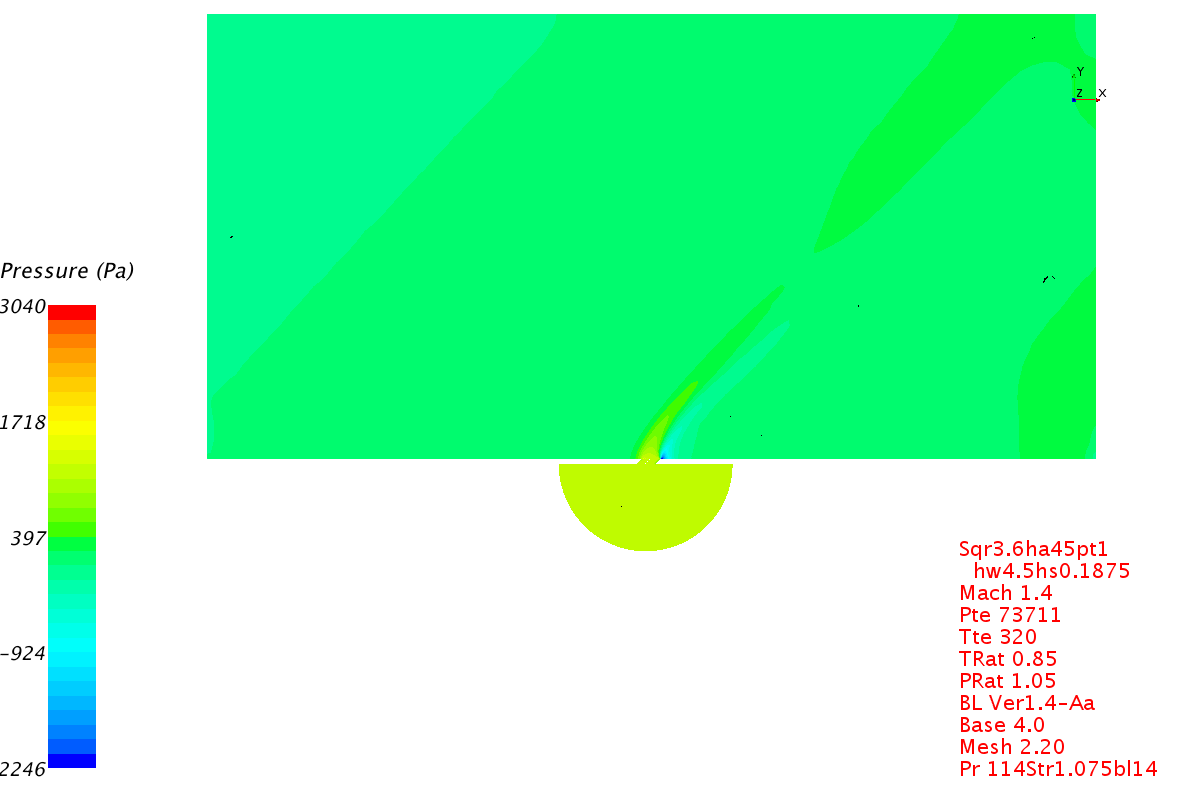 Y
Z X
Pressure (Pa)
3040
1718
397
-924
2246
Sqr3.6ha45pt1
hw4.5hs0.1875
Mach 1.4
Pte 73711
Tte 320
TRat 0.85
PRat 1.05
BL Ver1.4-Aa
Base 4.0
Mesh 2.20
Pr 114Str1.075bl14